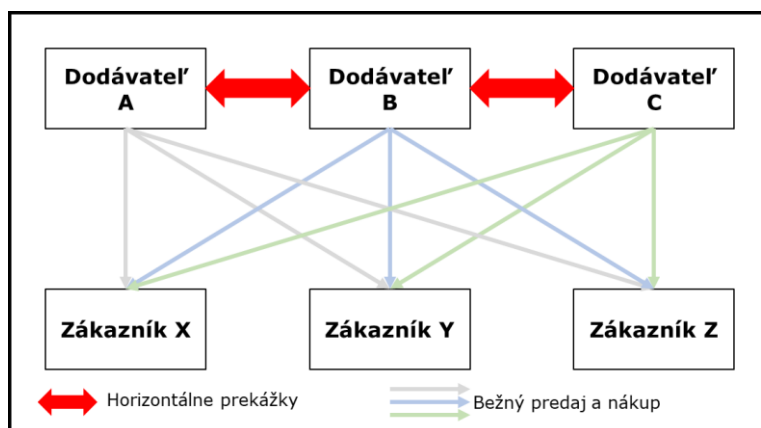 Dodávateľ
A
Dodávateľ
B
Dodávateľ
C
Zákazník X
Zákazník Y
Zákazník Z
Horizontálne prekážky
Bežný predaj a nákup